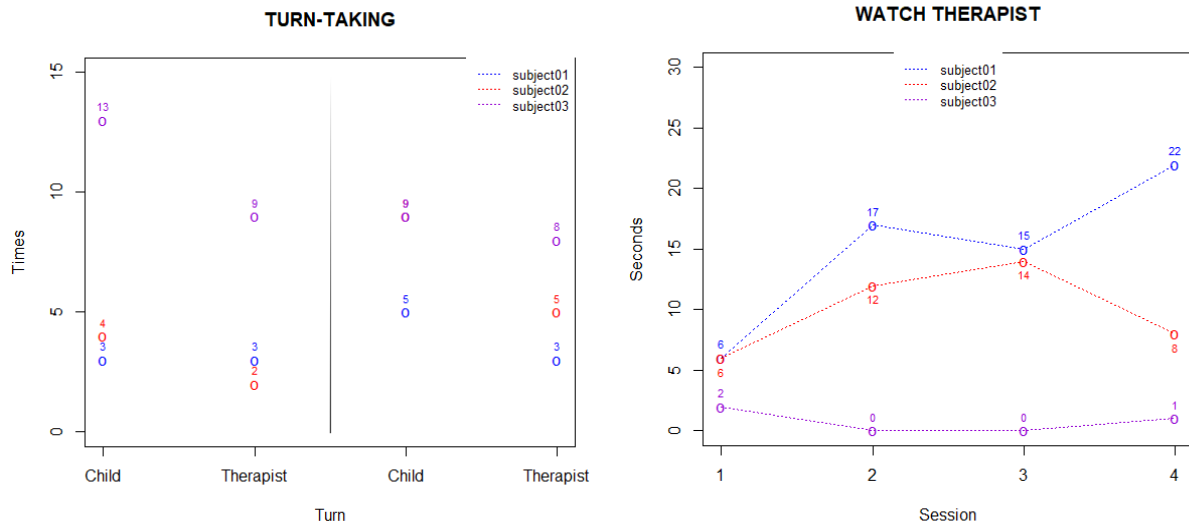 TURN-TAKING
Times
15
10
5
0
subject01
subject02
subject03
13
4
3
9
3
2
9
5
8
5
3
Child Therapist Child Therapist
Turn
WATCH THERAPIST
Seconds
30
25
20
15
10
5
0
subject01
subject02
subject03
6
6
2
17
12
0
15
14
0
22
8
1
1 2 3 4
Session